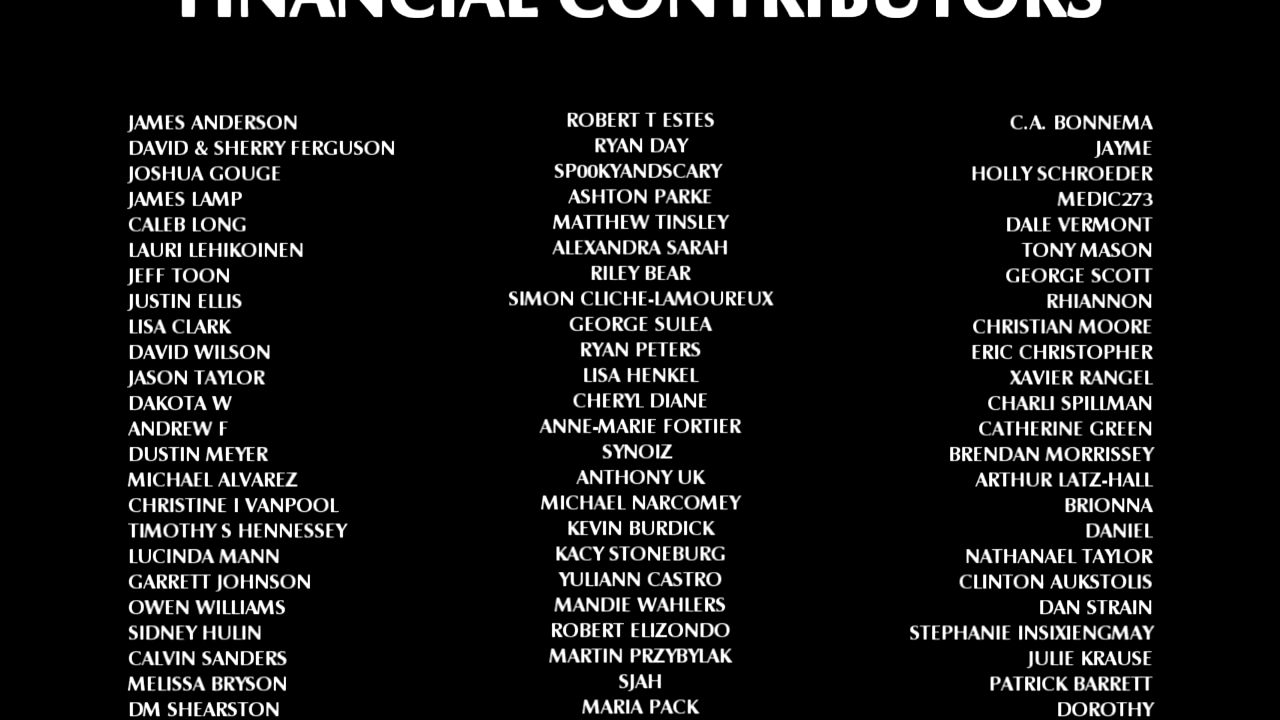 FINANCIAL CONTRIBUTORS
JAMES ANDERSON
DAVID & SHERRY FERGUSON
JOSHUA GOUGE
JAMES LAMP
CALEB LONG
LAURI LEHIKOINEN
JEFF TOON
JUSTIN ELLIS
LISA CLARK
DAVID WILSON
JASON TAYLOR
DAKOTA W
ANDREW F
DUSTIN MEYER
MICHAEL ALVAREZ
CHRISTINE I VANPOOL
TIMOTHY S HENNESSEY
LUCINDA MANN
GARRETT JOHNSON
OWEN WILLIAMS
SIDNEY HULIN
CALVIN SANDERS
MELISSA BRYSON
DM SHEARSTON
ROBERT T ESTES
RYAN DAY
SP00KYANDSCARY
ASHTON PARKE
MATTHEW TINSLEY
ALEXANDRA SARAH
RILEY BEAR
SIMON CLICHE-LAMOUREUX
GEORGE SULEA
RYAN PETERS
LISA HENKEL
CHERYL DIANE
ANNE-MARIE FORTIER
SYNOIZ
ANTHONY UK
MICHAEL NARCOMEY
KEVIN BURDICK
KACY STONEBURG
YULIANN CASTRO
MANDIE WAHLERS
ROBERT ELIZONDO
MARTIN PRZYBYLAK
SJAH
MARIA PACK
C.A. BONNEMA
JAYME
HOLLY SCHROEDER
MEDIC273
DALE VERMONT
TONY MASON
GEORGE SCOTT
RHIANNON
CHRISTIAN MOORE
ERIC CHRISTOPHER
XAVIER RANGEL
CHARLI SPILLMAN
CATHERINE GREEN
BRENDAN MORRISSEY
ARTHUR LATZ-HALL
BRIONNA
DANIEL
NATHANAEL TAYLOR
CLINTON AUKSTOLIS
DAN STRAIN
STEPHANIE INSIXIENGMAY
JULIE KRAUSE
PATRICK BARRETT
DOROTHY